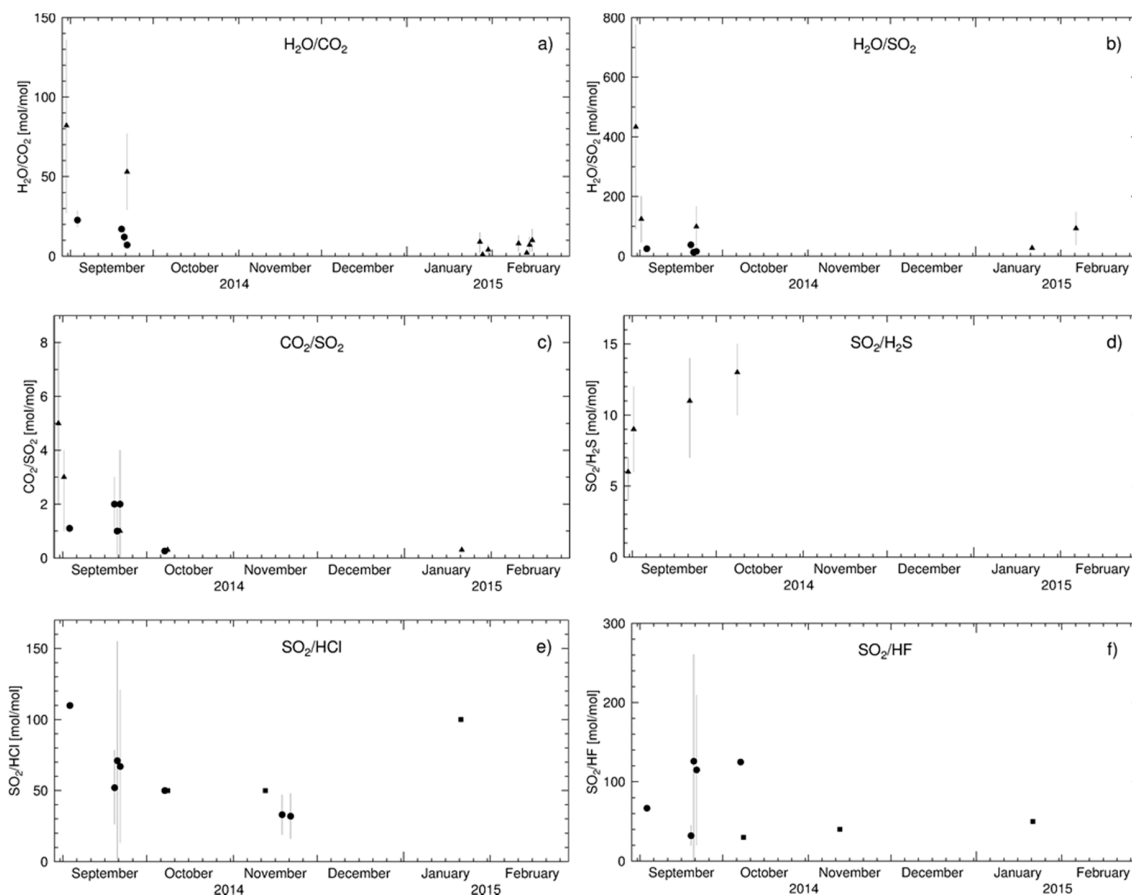 H₂O/CO₂
a)
H₂O/CO₂ [mol/mol]
150
100
50
0
September October November December January February
2014 2015
H₂O/SO₂
b)
H₂O/SO₂ [mol/mol]
800
600
400
200
0
September October November December January February
2014 2015
CO₂/SO₂
c)
CO₂/SO₂ [mol/mol]
8
6
4
2
0
September October November December January February
2014 2015
SO₂/H₂S
d)
SO₂/H₂S [mol/mol]
15
10
5
0
September October November December January February
2014 2015
SO₂/HCl
e)
SO₂/HCl [mol/mol]
150
100
50
0
September October November December January February
2014 2015
SO₂/HF
f)
SO₂/HF [mol/mol]
300
200
100
0
September October November December January February
2014 2015